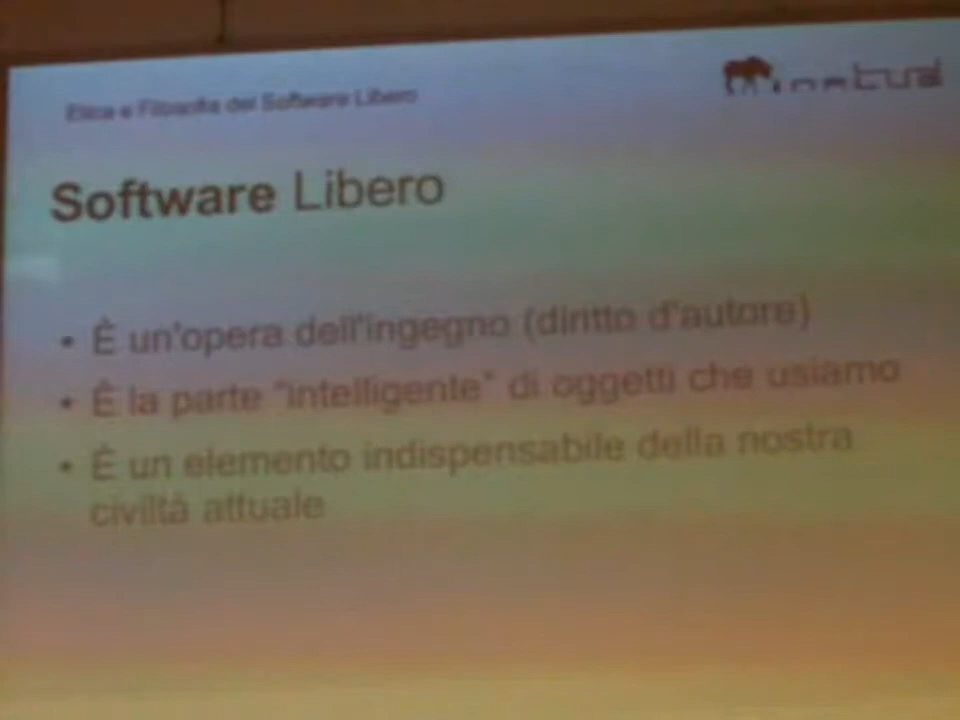 Etica e Filosofia del Software Libero
Software Libero
• È un'opera dell'ingegno (diritto d'autore)
• È la parte "intelligente" di oggetti che usiamo
• È un elemento indispensabile della nostra
civiltà attuale